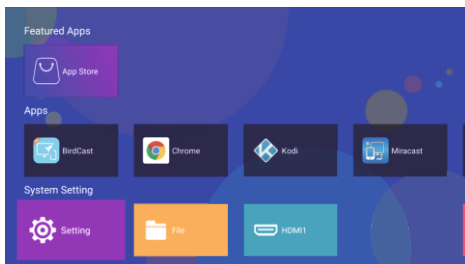 Featured Apps
App Store
Apps
BirdCast
Chrome
Kodi
Miracast
System Setting
Setting
File
HDMI1